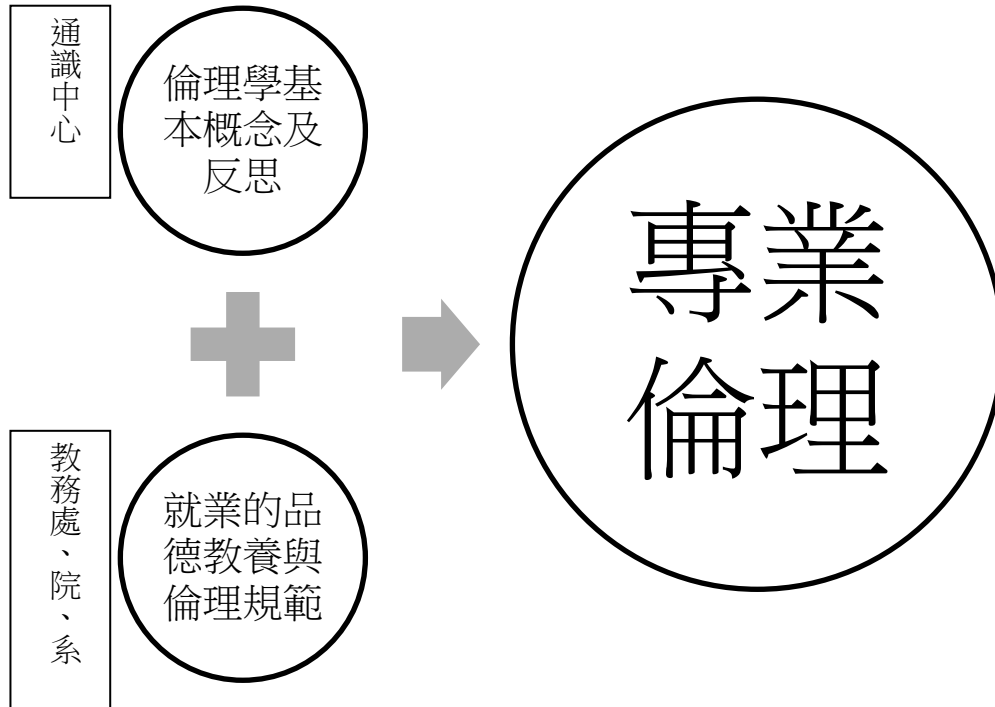 通識中心
倫理學基
本概念及
反思
專業
倫理
教務處、院、系
就業的品
德教養與
倫理規範